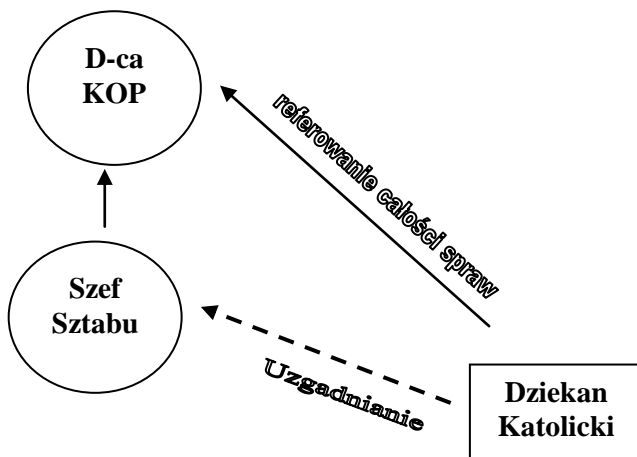 D-ca
KOP
referowanie całości spraw
Szef
Sztabu
Uzgadnianie
Dziekan
Katolicki